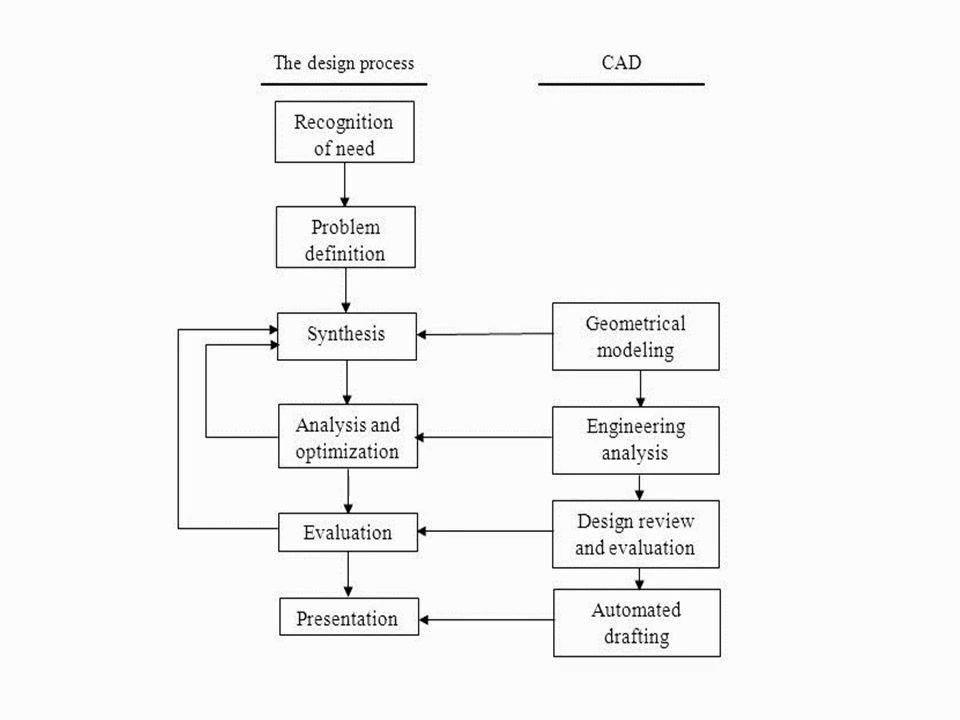 The design process
CAD
Recognition
of need
Problem
definition
Synthesis
Geometrical
modeling
Analysis and
optimization
Engineering
analysis
Evaluation
Design review
and evaluation
Presentation
Automated
drafting